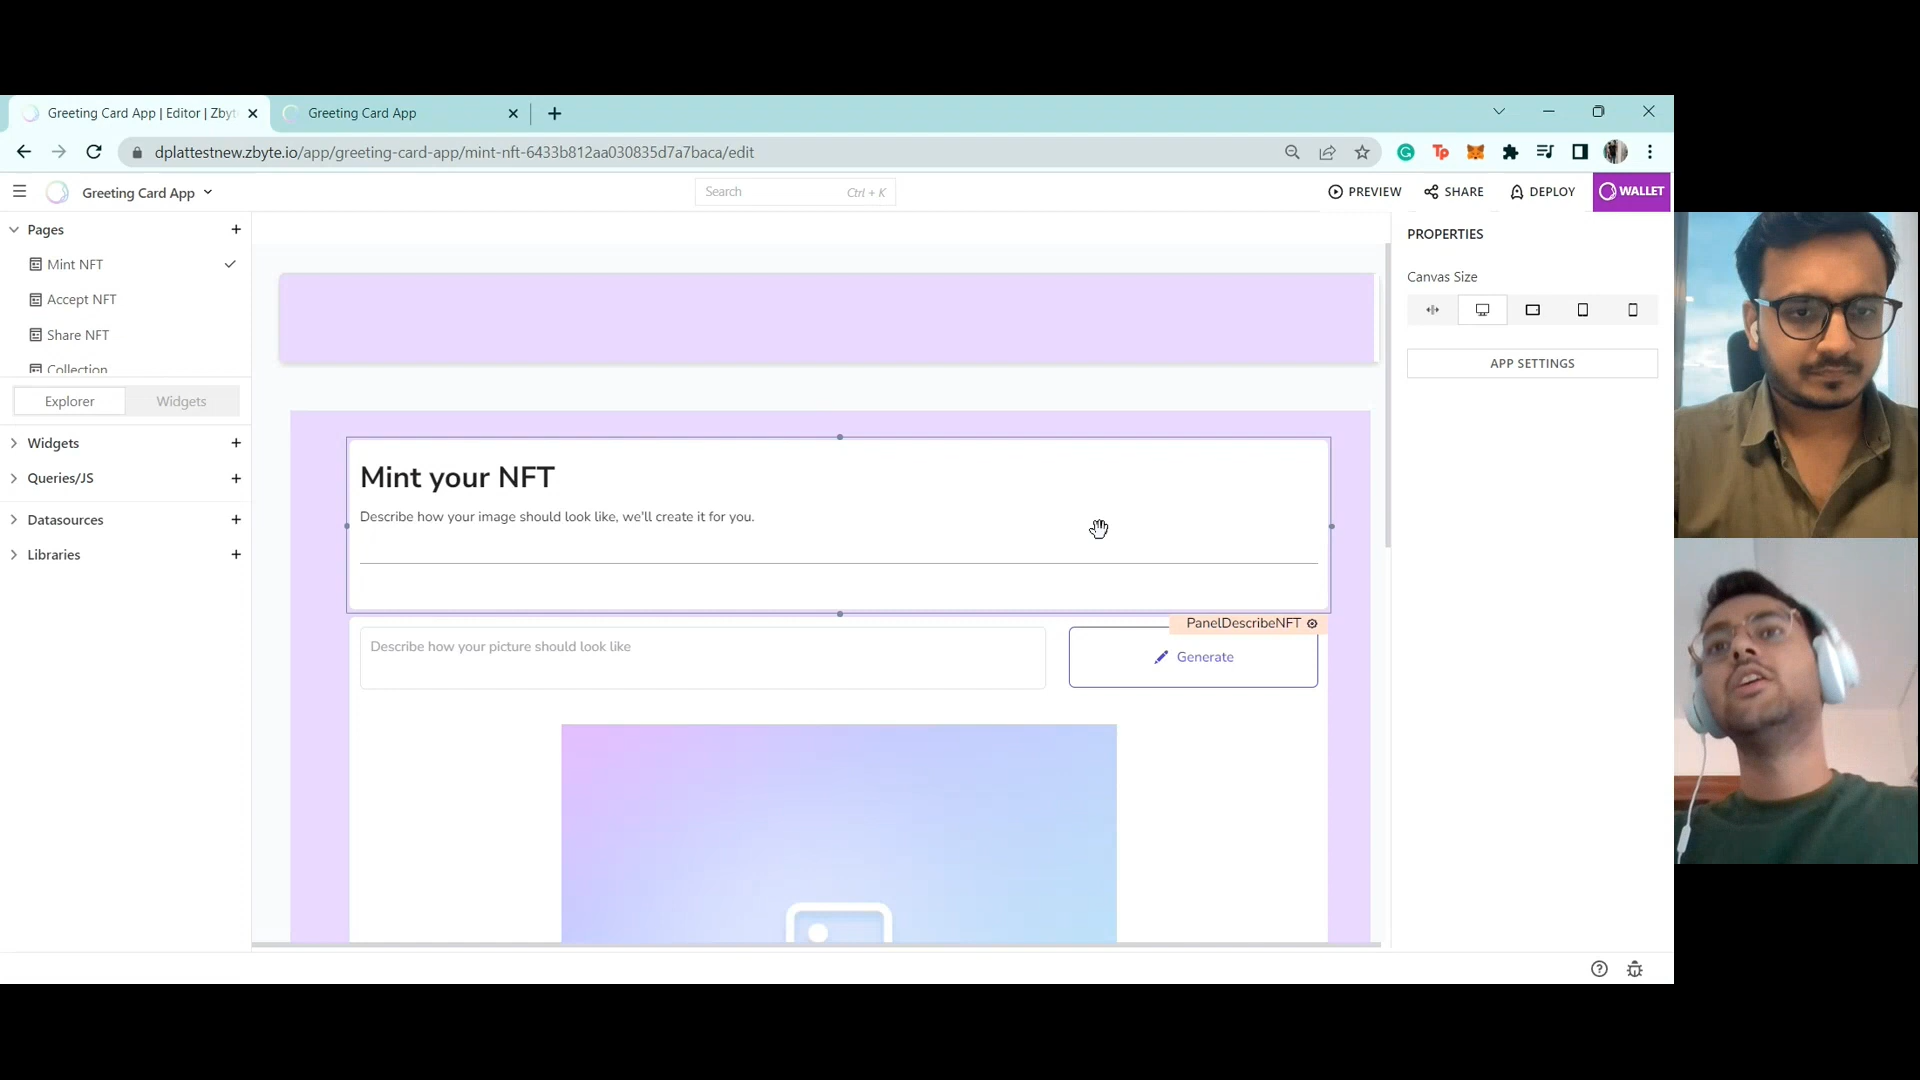 Greeting Card App | Editor | Zbyt
Greeting Card App
dplattestnew.zbyte.io/app/greeting-card-app/mint-nft-6433b812aa030835d7a7baca/edit
Tp
Greeting Card App
Search
Ctrl + K
PREVIEW
SHARE
DEPLOY
WALLET
Pages
Mint NFT
Accept NFT
Share NFT
Collection
Explorer
Widgets
Widgets
Queries/JS
Datasources
Libraries
Mint your NFT
Describe how your image should look like, we'll create it for you.
PanelDescribeNFT
Describe how your picture should look like
Generate
PROPERTIES
Canvas Size
APP SETTINGS